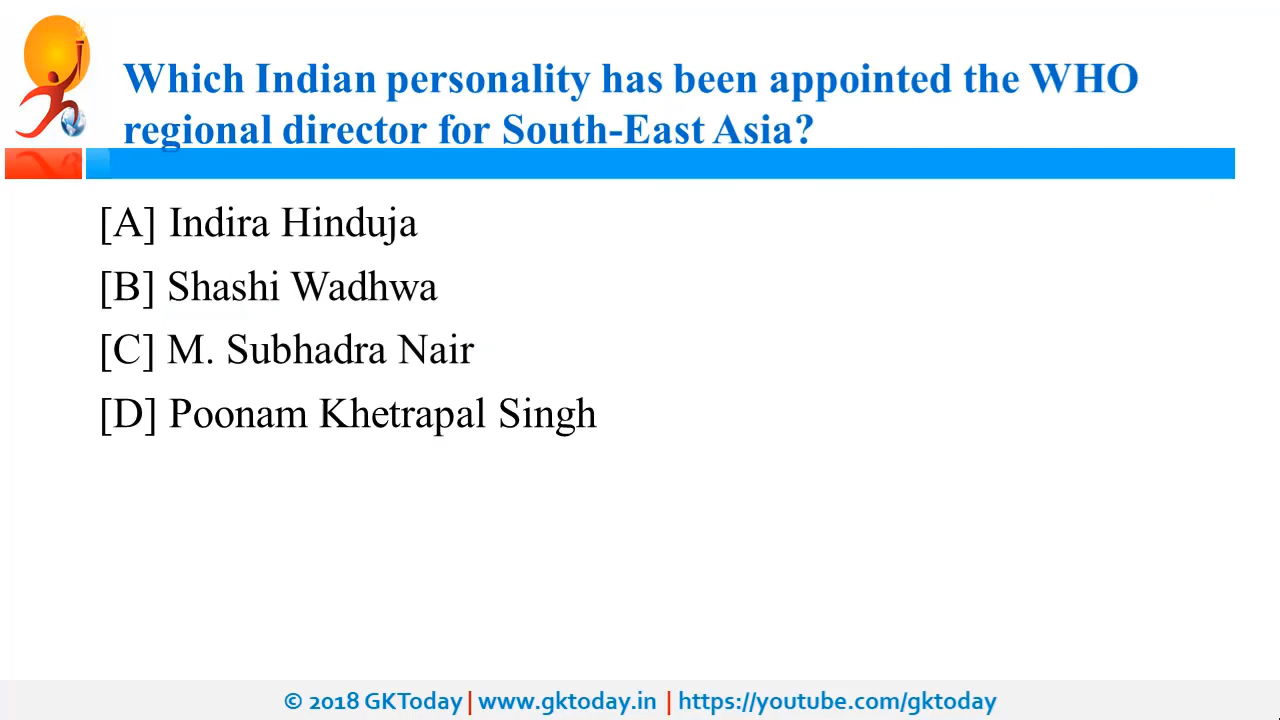 Which Indian personality has been appointed the WHO
regional director for South-East Asia?
[A] Indira Hinduja
[B] Shashi Wadhwa
[C] M. Subhadra Nair
[D] Poonam Khetrapal Singh
© 2018 GKToday | www.gktoday.in | https://youtube.com/gktoday